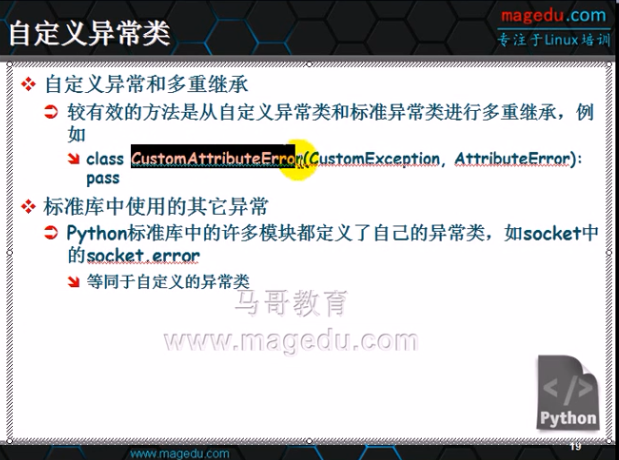 magedu.com
自定义异常类
专注于Linux培训
自定义异常和多重继承
较有效的方法是从自定义异常类和标准异常类进行多重继承，例
如
class CustomAttributeError(CustomException, AttributeError):
pass
标准库中使用的其它异常
Python标准库中的许多模块都定义了自己的异常类，如socket中
的socket.error
等同于自定义的异常类
马哥教育
www.magedu.com
</>
Python
19
www.magedu.com